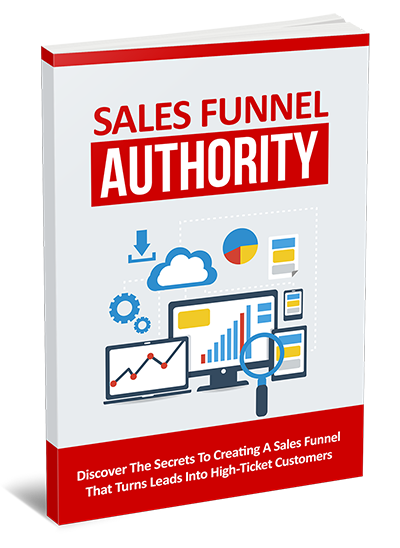 SALES FUNNEL
AUTHORITY
Discover The Secrets To Creating A Sales Funnel
That Turns Leads Into High-Ticket Customers